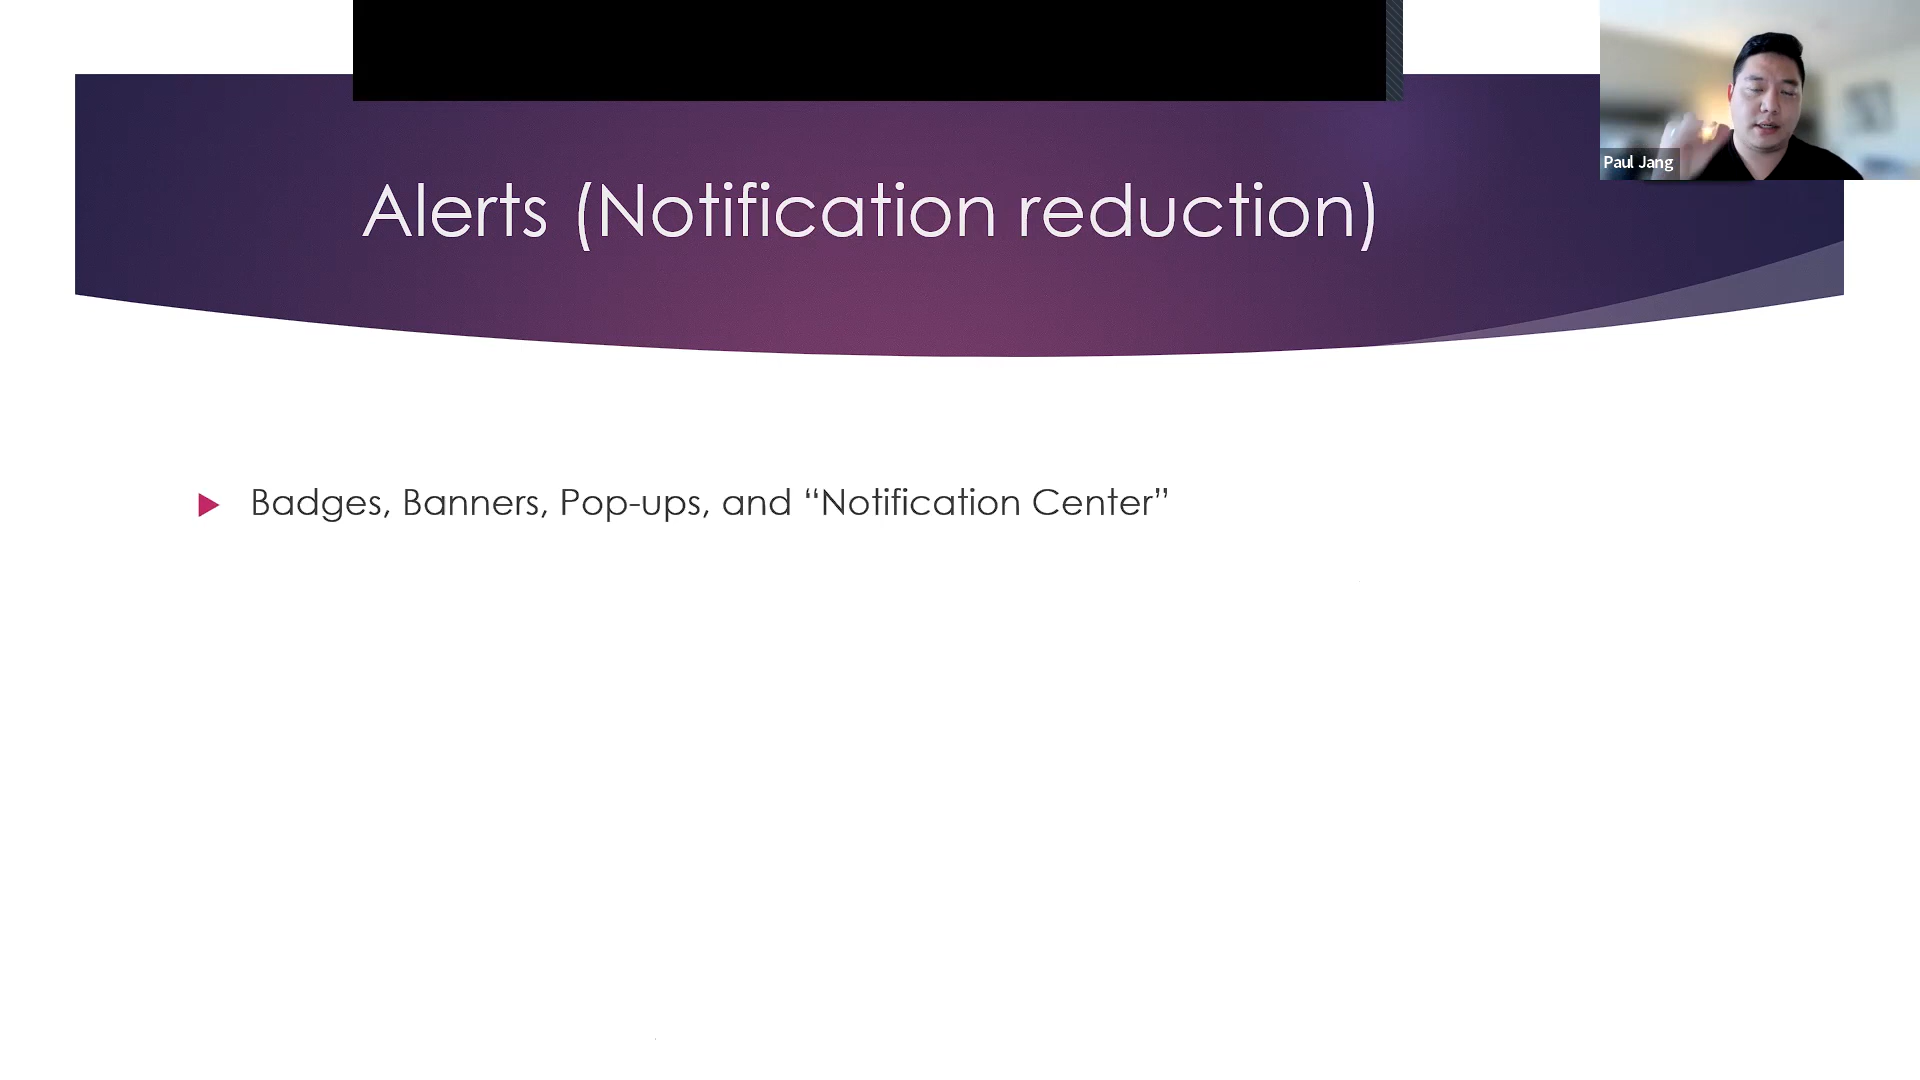 Paul Jang
Alerts (Notification reduction)
Badges, Banners, Pop-ups, and “Notification Center”